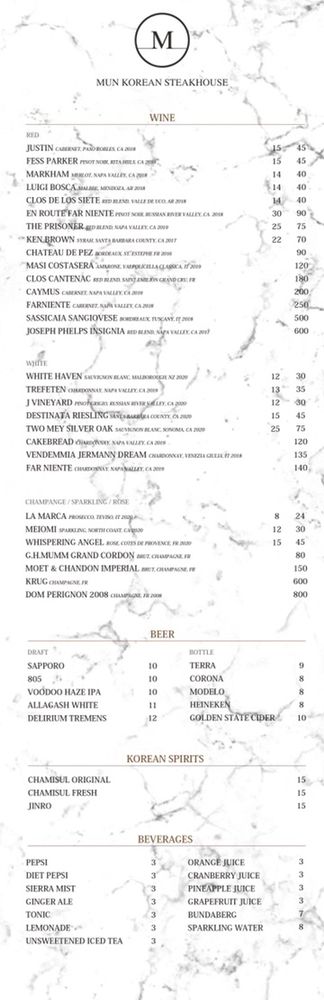 M
MUN KOREAN STEAKHOUSE
WINE
RED
JUSTIN CABERNET, PASO ROBLES, CA 2018 15 45
FESS PARKER PINOT NOIR, RITA HILLS, CA 2019 15 45
MARKHAM MERLOT, NAPA VALLEY, CA 2018 14 40
LUIGI BOSCA MALBEC, MENDOZA, AR 2018 14 40
CLOS DE LOS SIETE RED BLEND, VALLE DE UCO, AR 2018 14 40
EN ROUTE FAR NIENTE PINOT NOIR, RUSSIAN RIVER VALLEY, CA 2020 30 90
THE PRISONER RED BLEND, NAPA VALLEY, CA 2019 25 75
KEN BROWN SYRAH, SANTA BARBARA COUNTY, CA 2017 22 70
CHATEAU DE PEZ BORDEAUX, ST. ESTEPHE FR 2016 90
MASI COSTASERA AMARONE, VALPOLICELLA CLASSICA, IT 2019 120
CLOS CANTENAC RED BLEND, SAINT-EMILION GRAND CRU, FR 180
CAYMUS CABERNET, NAPA VALLEY, CA 2019 200
FARNIENTE CABERNET, NAPA VALLEY, CA 2018 250
SASSICAIA SANGIOVESE BORDREAUX, TUSCANY, IT 2018 500
JOSEPH PHELPS INSIGNIA RED BLEND, NAPA VALLEY, CA 2017 600
WHITE
WHITE HAVEN SAUVIGNON BLANC, MALBOROUGH, NZ 2020 12 30
TREFETEN CHARDONNAY, NAPA VALLEY, CA 2019 13 35
J VINEYARD PINOT GRIGIO, RUSSIAN RIVER VALLEY, CA 2020 12 30
DESTINATA RIESLING SANTA BARBARA COUNTY, CA 2020 15 45
TWO MEY SILVER OAK SAUVIGNON BLANC, SONOMA, CA 2020 25 75
CAKEBREAD CHARDONNAY, NAPA VALLEY, CA 2019 120
VENDEMMIA JERMANN DREAM CHARDONNAY, VENEZIA GIULIA, IT 2018 135
FAR NIENTE CHARDONNAY, NAPA VALLEY, CA 2019 140
CHAMPANGE / SPARKLING / ROSE
LA MARCA PROSECCO, TEVISO, IT 2020 8 24
MEIOMI SPARKLING, NORTH COAST, CA 2020 12 30
WHISPERING ANGEL ROSE, COTES DE PROVENCE, FR 2020 15 45
G.H.MUMM GRAND CORDON BRUT, CHAMPAGNE, FR 80
MOET & CHANDON IMPERIAL BRUT, CHAMPAGNE, FR 150
KRUG CHAMPAGNE, FR 600
DOM PERIGNON 2008 CHAMPAGNE, FR 2008 800
BEER
DRAFT
SAPPORO 10
805 10
VOODOO HAZE IPA 10
ALLAGASH WHITE 11
DELIRIUM TREMENS 12
BOTTLE
TERRA 9
CORONA 8
MODELO 8
HEINEKEN 8
GOLDEN STATE CIDER 10
KOREAN SPIRITS
CHAMISUL ORIGINAL 15
CHAMISUL FRESH 15
JINRO 15
BEVERAGES
PEPSI 3
DIET PEPSI 3
SIERRA MIST 3
GINGER ALE 3
TONIC 3
LEMONADE 3
UNSWEETENED ICED TEA 3
ORANGE JUICE 3
CRANBERRY JUICE 3
PINEAPPLE JUICE 3
GRAPEFRUIT JUICE 3
BUNDABERG 7
SPARKLING WATER 8